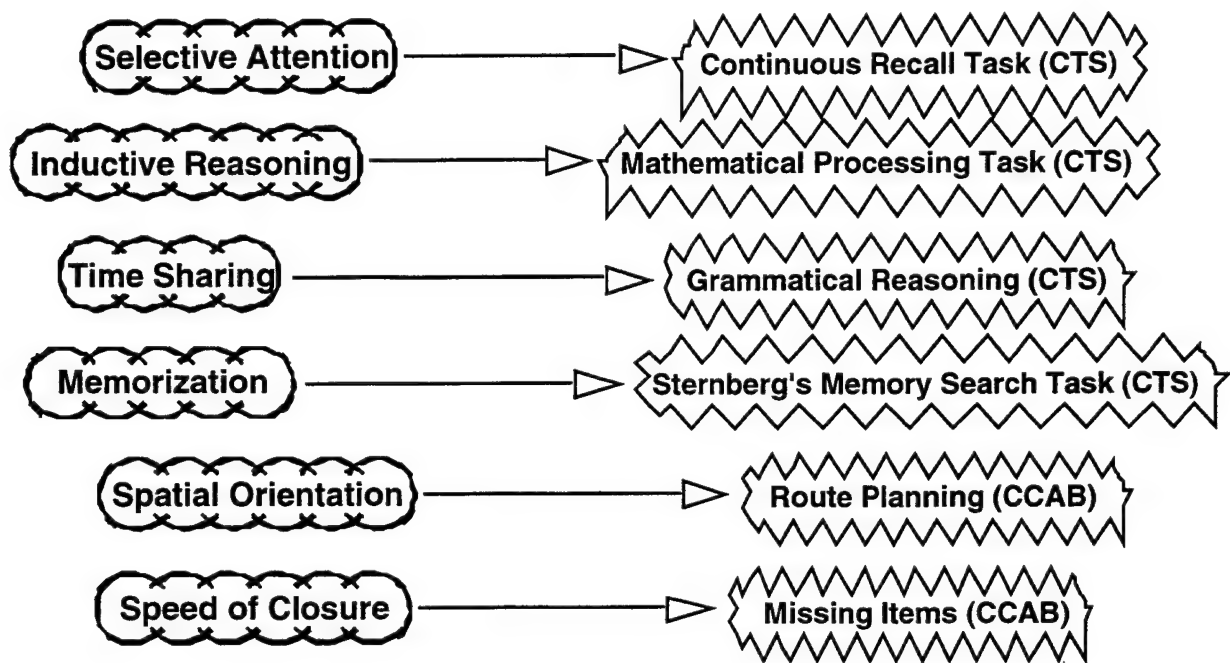 Selective Attention
Continuous Recall Task (CTS)
Inductive Reasoning
Mathematical Processing Task (CTS)
Time Sharing
Grammatical Reasoning (CTS)
Memorization
Sternberg's Memory Search Task (CTS)
Spatial Orientation
Route Planning (CCAB)
Speed of Closure
Missing Items (CCAB)